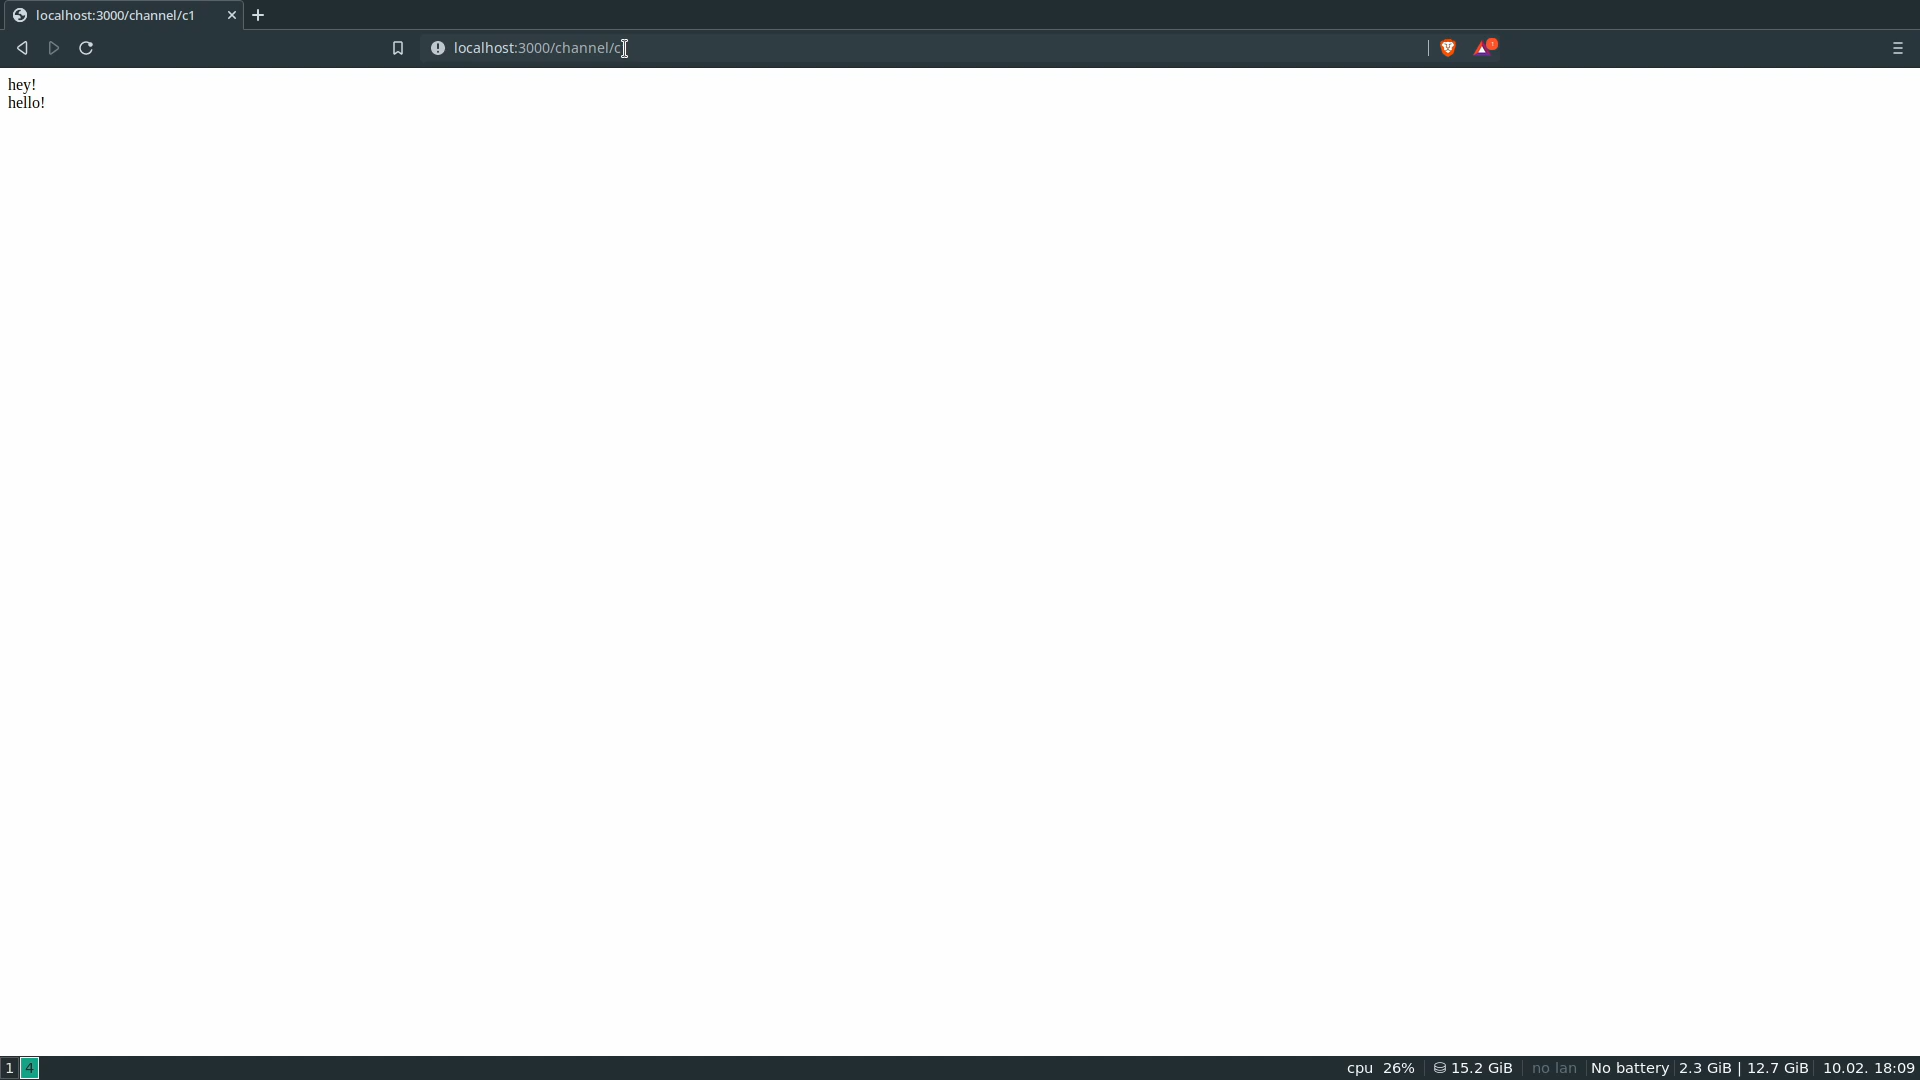 localhost:3000/channel/c1
localhost:3000/channel/c
hey!
hello!
1 4 cpu 26% 15.2 GiB no lan No battery 2.3 GiB | 12.7 GiB 10.02. 18:09